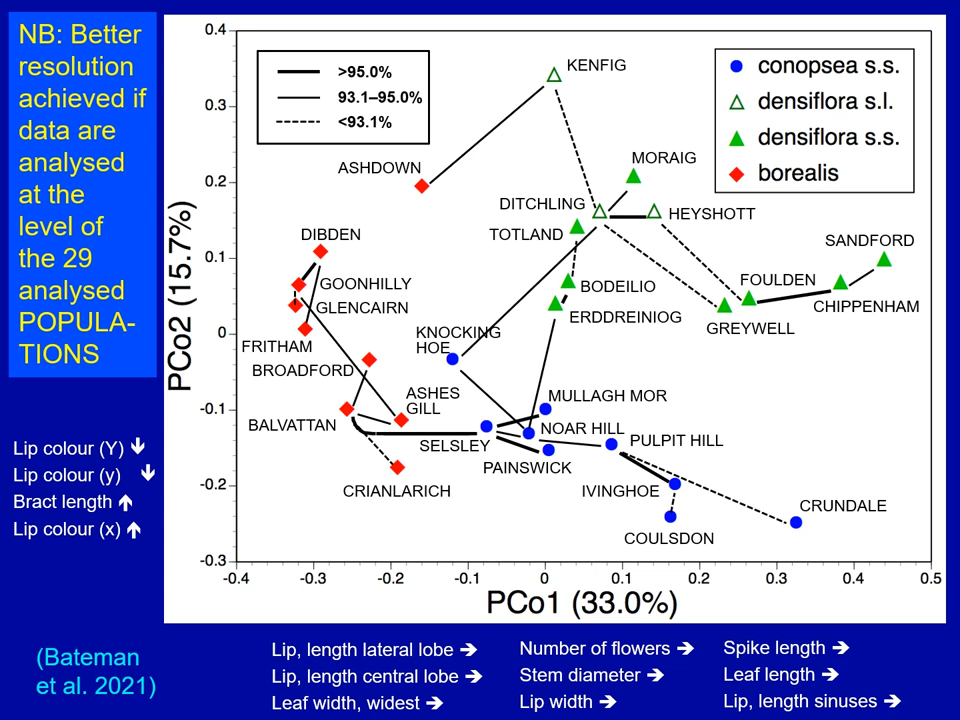 NB: Better
resolution
achieved if
data are
analysed
at the
level of
the 29
analysed
POPULA-
TIONS
Lip colour (Y) 🡻
Lip colour (y) 🡻
Bract length 🡹
Lip colour (x) 🡹
(Bateman
et al. 2021)
PCo2 (15.7%)
0.4
0.3
0.2
0.1
0
-0.1
-0.2
-0.3
>95.0%
93.1–95.0%
<93.1%
conopsea s.s.
densiflora s.l.
densiflora s.s.
borealis
KENFIG
ASHDOWN
MORAIG
DITCHLING
HEYSHOTT
TOTLAND
DIBDEN
SANDFORD
GOONHILLY
BODEILIO
FOULDEN
GLENCAIRN
ERDDREINIOG
CHIPPENHAM
GREYWELL
FRITHAM
KNOCKING
HOE
BROADFORD
ASHES
GILL
MULLAGH MOR
BALVATTAN
NOAR HILL
SELSLEY
PULPIT HILL
PAINSWICK
CRIANLARICH
IVINGHOE
CRUNDALE
COULSDON
-0.4
-0.3
-0.2
-0.1
0
0.1
0.2
0.3
0.4
0.5
PCo1 (33.0%)
Lip, length lateral lobe ➔
Lip, length central lobe ➔
Leaf width, widest ➔
Number of flowers ➔
Stem diameter ➔
Lip width ➔
Spike length ➔
Leaf length ➔
Lip, length sinuses ➔